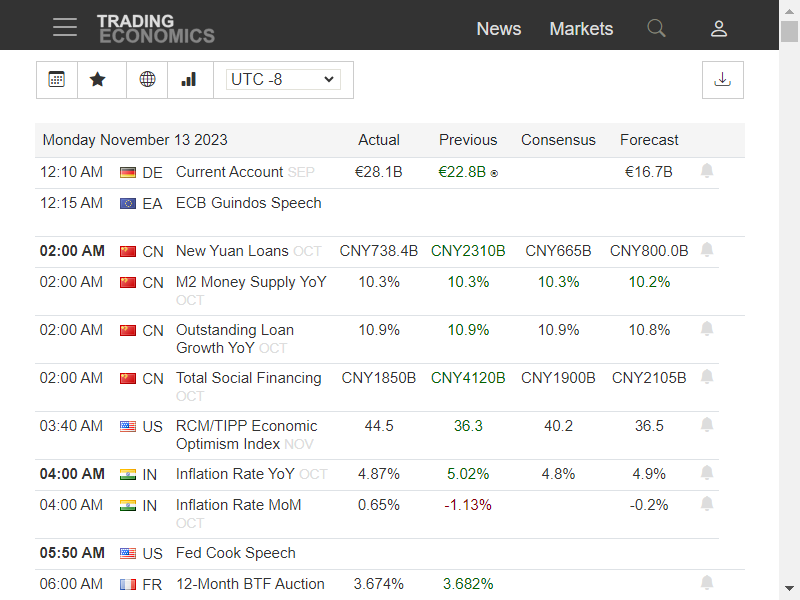 TRADING ECONOMICS News Markets
UTC -8
Monday November 13 2023 Actual Previous Consensus Forecast
12:10 AM DE Current Account SEP €28.1B €22.8B ® €16.7B
12:15 AM EA ECB Guindos Speech
02:00 AM CN New Yuan Loans OCT CNY738.4B CNY2310B CNY665B CNY800.0B
02:00 AM CN M2 Money Supply YoY OCT 10.3% 10.3% 10.3% 10.2%
02:00 AM CN Outstanding Loan Growth YoY OCT 10.9% 10.9% 10.9% 10.8%
02:00 AM CN Total Social Financing OCT CNY1850B CNY4120B CNY1900B CNY2105B
03:40 AM US RCM/TIPP Economic Optimism Index NOV 44.5 36.3 40.2 36.5
04:00 AM IN Inflation Rate YoY OCT 4.87% 5.02% 4.8% 4.9%
04:00 AM IN Inflation Rate MoM OCT 0.65% -1.13% -0.2%
05:50 AM US Fed Cook Speech
06:00 AM FR 12-Month BTF Auction 3.674% 3.682%